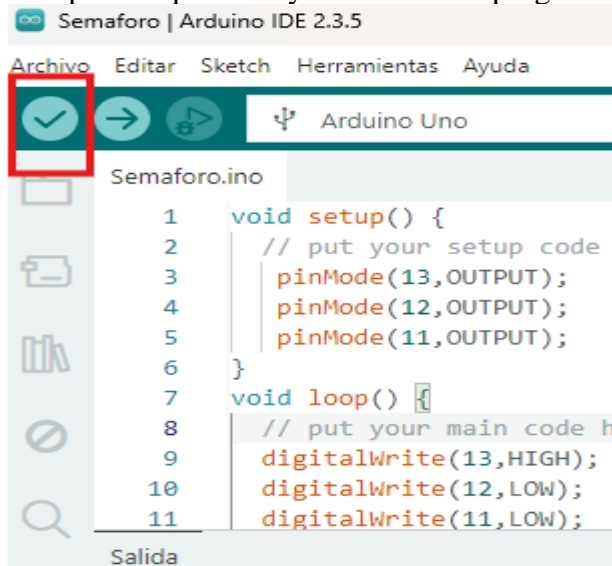 Semaforo | Arduino IDE 2.3.5
Archivo Editar Sketch Herramientas Ayuda
Arduino Uno
Semaforo.ino
1 void setup() {
2 // put your setup code
3 pinMode(13,OUTPUT);
4 pinMode(12,OUTPUT);
5 pinMode(11,OUTPUT);
6 }
7 void loop() {
8 // put your main code h
9 digitalWrite(13,HIGH);
10 digitalWrite(12,LOW);
11 digitalWrite(11,LOW);
Salida